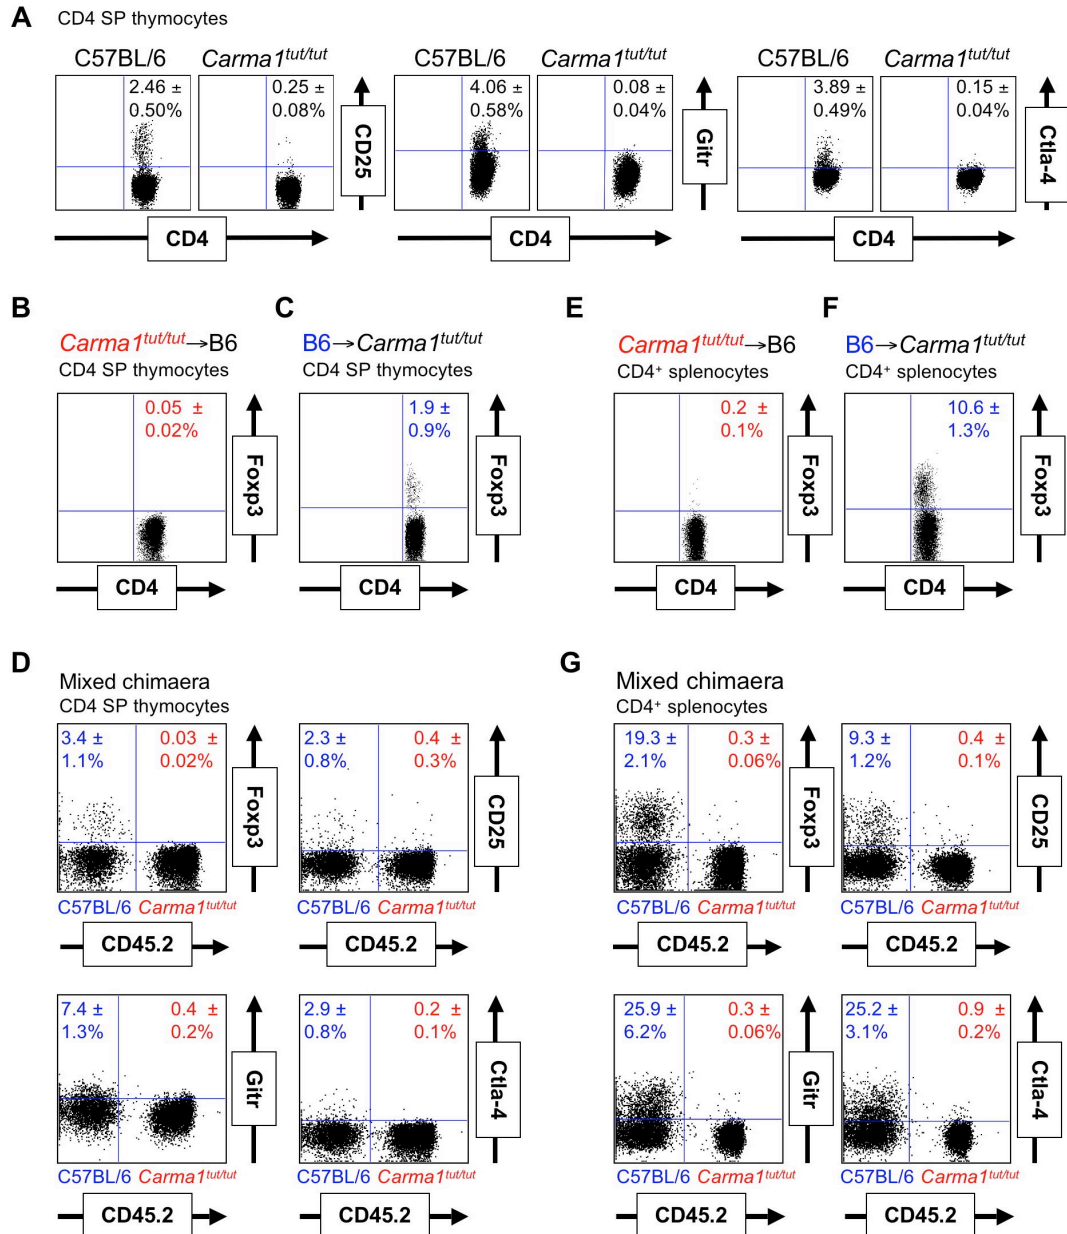 A CD4 SP thymocytes
C57BL/6 Carma1tut/tut C57BL/6 Carma1tut/tut C57BL/6 Carma1tut/tut
2.46 ± 0.25 ± 4.06 ± 0.08 ± 3.89 ± 0.15 ±
0.50% 0.08% 0.58% 0.04% 0.49% 0.04%
CD25 Gitr Ctla-4
CD4 CD4 CD4
B C E F
Carma1tut/tut→B6 B6→Carma1tut/tut Carma1tut/tut→B6 B6→Carma1tut/tut
CD4 SP thymocytes CD4 SP thymocytes CD4+ splenocytes CD4+ splenocytes
0.05 ± 1.9 ± 0.2 ± 10.6 ±
0.02% 0.9% 0.1% 1.3%
Foxp3 Foxp3 Foxp3 Foxp3
CD4 CD4 CD4 CD4
D G
Mixed chimaera Mixed chimaera
CD4 SP thymocytes CD4+ splenocytes
3.4 ± 0.03 ± 2.3 ± 0.4 ± 19.3 ± 0.3 ± 9.3 ± 0.4 ±
1.1% 0.02% 0.8% 0.3% 2.1% 0.06% 1.2% 0.1%
Foxp3 CD25 Foxp3 CD25
C57BL/6 Carma1tut/tut C57BL/6 Carma1tut/tut C57BL/6 Carma1tut/tut C57BL/6 Carma1tut/tut
CD45.2 CD45.2 CD45.2 CD45.2
7.4 ± 0.4 ± 2.9 ± 0.2 ± 25.9 ± 0.3 ± 25.2 ± 0.9 ±
1.3% 0.2% 0.8% 0.1% 6.2% 0.06% 3.1% 0.2%
Gitr Ctla-4 Gitr Ctla-4
C57BL/6 Carma1tut/tut C57BL/6 Carma1tut/tut C57BL/6 Carma1tut/tut C57BL/6 Carma1tut/tut
CD45.2 CD45.2 CD45.2 CD45.2